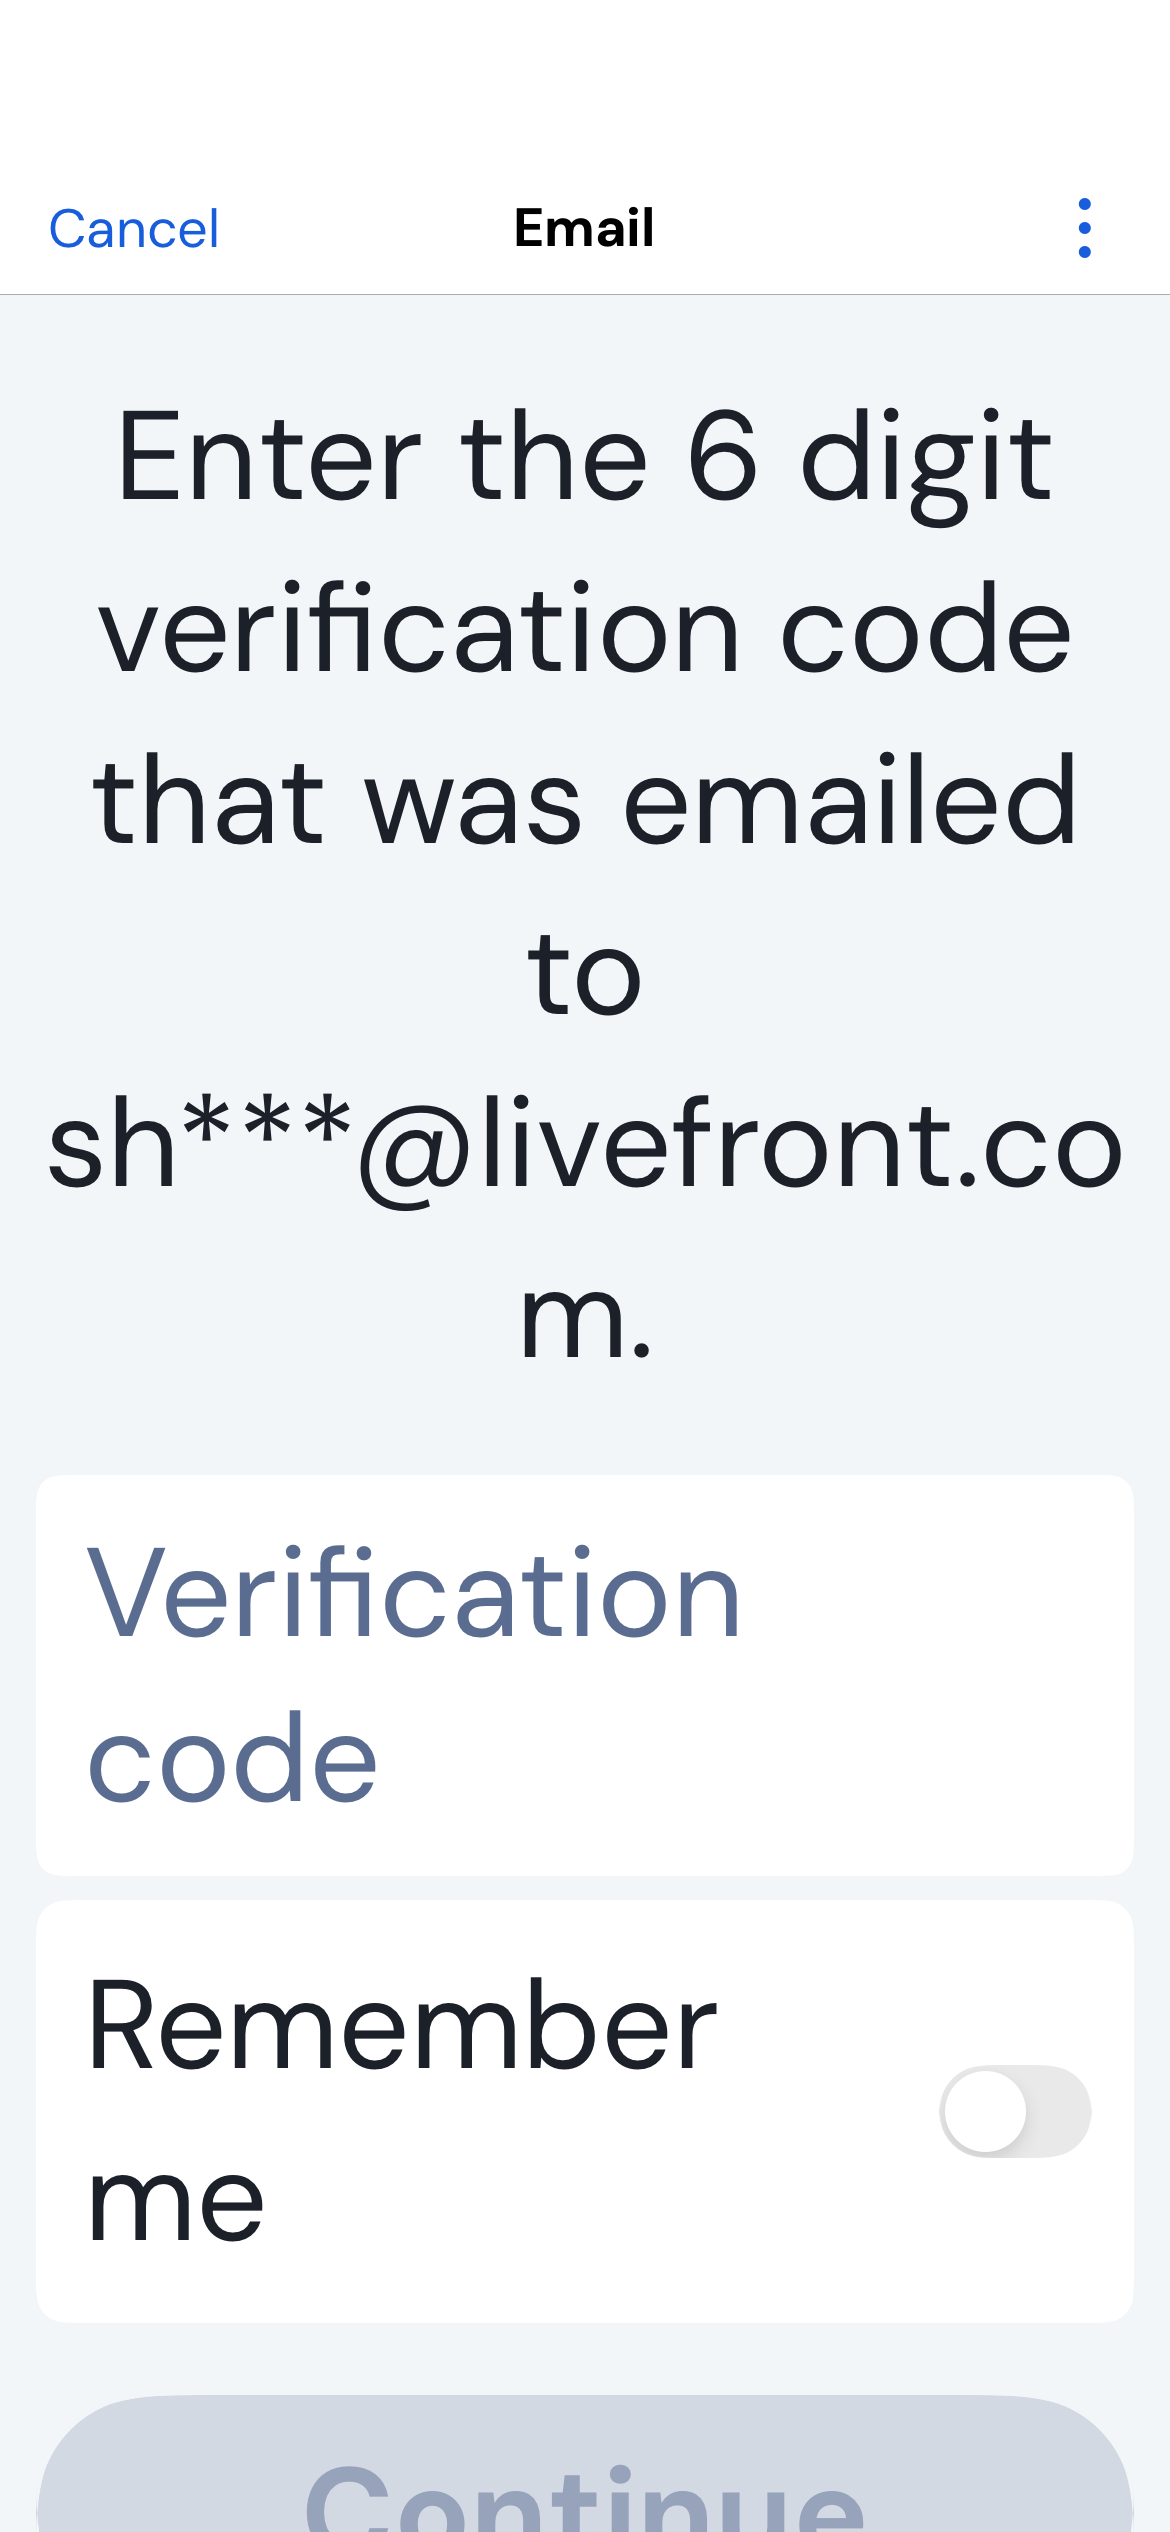 Cancel Email
Enter the 6 digit
verification code
that was emailed
to
sh***@livefront.co
m.
Verification
code
Remember
me
Continue